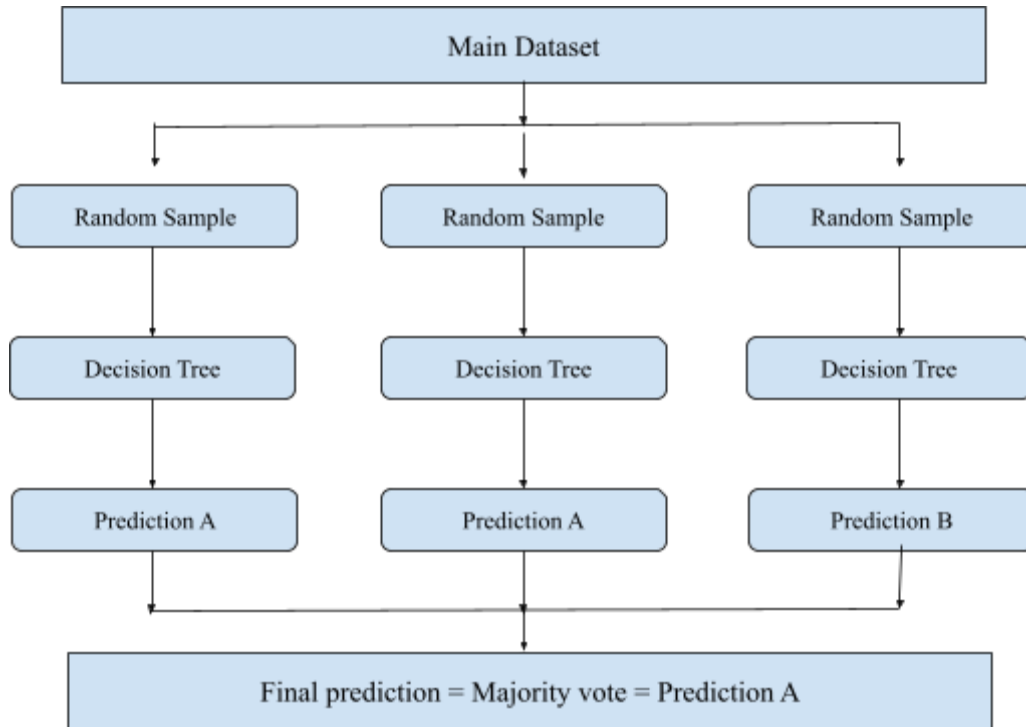 Main Dataset
Random Sample
Random Sample
Random Sample
Decision Tree
Decision Tree
Decision Tree
Prediction A
Prediction A
Prediction B
Final prediction = Majority vote = Prediction A